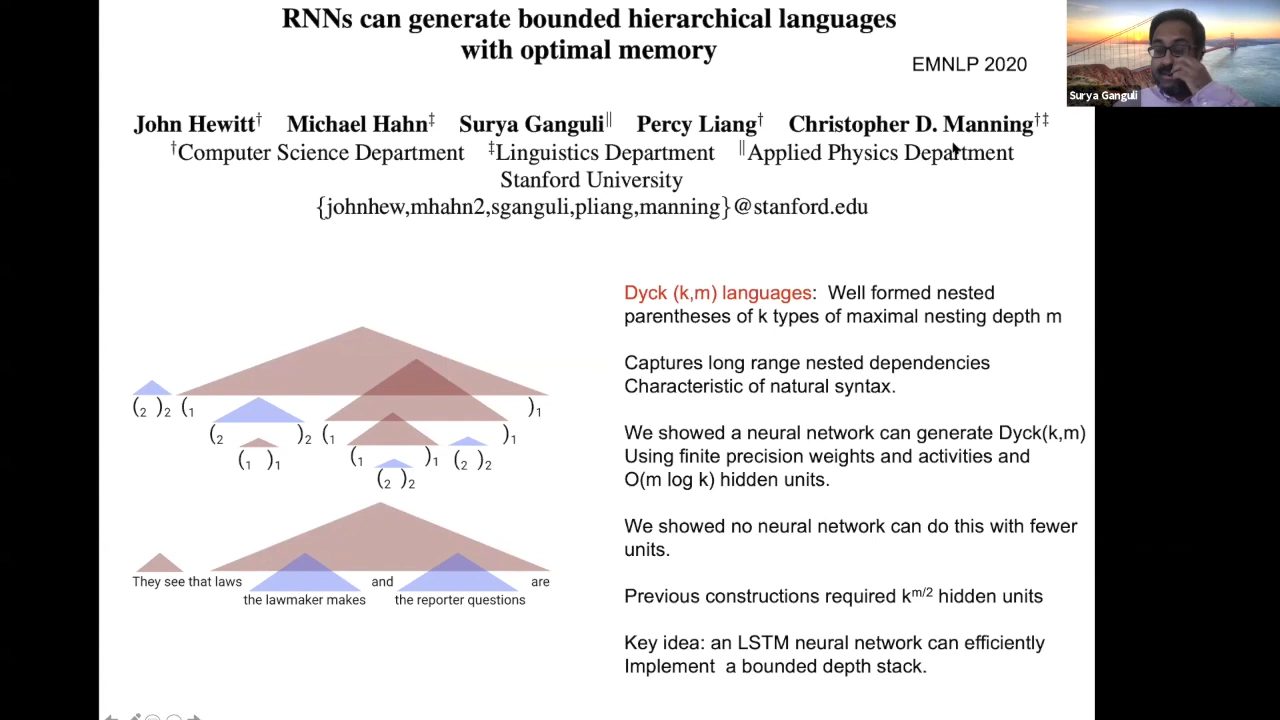 RNNs can generate bounded hierarchical languages
with optimal memory
EMNLP 2020
Surya Ganguli
John Hewitt† Michael Hahn‡ Surya Ganguli∥ Percy Liang† Christopher D. Manning†‡
†Computer Science Department ‡Linguistics Department ∥Applied Physics Department
Stanford University
{johnhew,mhahn2,sganguli,pliang,manning}@stanford.edu
(₂ )₂ (₁ )₁
(₂ )₂ (₁ )₁
(₁ )₁ (₁ )₁ (₂ )₂
(₂ )₂
They see that laws and are
the lawmaker makes the reporter questions
Dyck (k,m) languages: Well formed nested
parentheses of k types of maximal nesting depth m
Captures long range nested dependencies
Characteristic of natural syntax.
We showed a neural network can generate Dyck(k,m)
Using finite precision weights and activities and
O(m log k) hidden units.
We showed no neural network can do this with fewer
units.
Previous constructions required k^m/2 hidden units
Key idea: an LSTM neural network can efficiently
Implement a bounded depth stack.